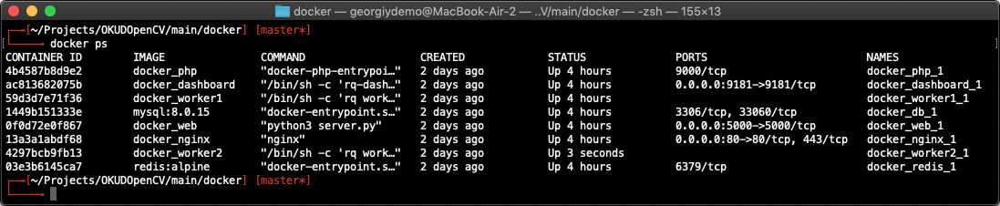 docker — georgiydemo@MacBook-Air-2 — ..V/main/docker — -zsh — 155×13
[~/Projects/OKUDOpenCV/main/docker] [master*]
docker ps
CONTAINER ID IMAGE COMMAND CREATED STATUS PORTS NAMES
4b4587b8d9e2 docker_php "docker-php-entrypoi…" 2 days ago Up 4 hours 9000/tcp docker_php_1
ac813682075b docker_dashboard "/bin/sh -c 'rq-dash…" 2 days ago Up 4 hours 0.0.0.0:9181->9181/tcp docker_dashboard_1
59d3d7e71f36 docker_worker1 "/bin/sh -c 'rq work…" 2 days ago Up 4 hours docker_worker1_1
1449b151333e mysql:8.0.15 "docker-entrypoint.s…" 2 days ago Up 4 hours 3306/tcp, 33060/tcp docker_db_1
0f0d72e0f867 docker_web "python3 server.py" 2 days ago Up 4 hours 0.0.0.0:5000->5000/tcp docker_web_1
13a3a1abdf68 docker_nginx "nginx" 2 days ago Up 4 hours 0.0.0.0:80->80/tcp, 443/tcp docker_nginx_1
4297bcb9fb13 docker_worker2 "/bin/sh -c 'rq work…" 2 days ago Up 3 seconds docker_worker2_1
03e3b6145ca7 redis:alpine "docker-entrypoint.s…" 2 days ago Up 4 hours 6379/tcp docker_redis_1
[~/Projects/OKUDOpenCV/main/docker] [master*]